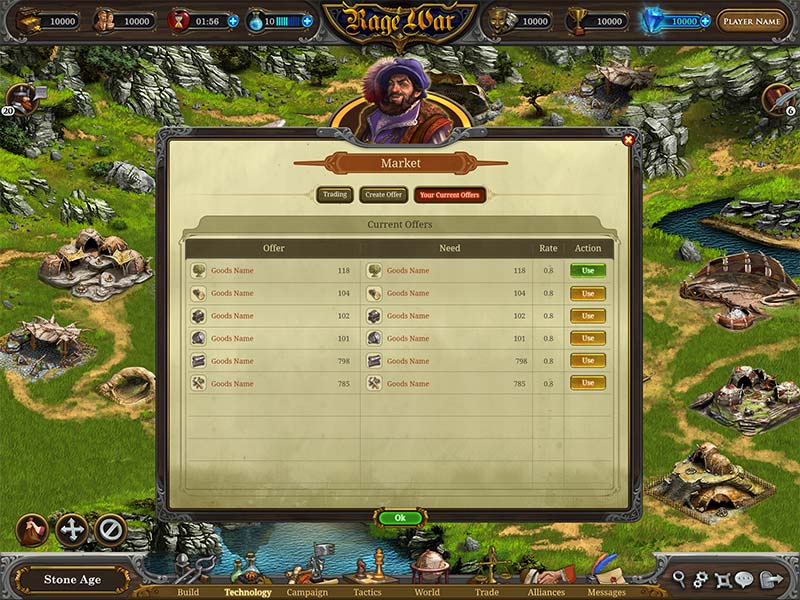 10000 10000 01:56 10 Rage War 10000 10000 10000 Player Name
20
6
Market
Trading Create Offer Your Current Offers
Current Offers
Offer Need Rate Action
Goods Name 118 Goods Name 118 0.8 Use
Goods Name 104 Goods Name 104 0.8 Use
Goods Name 102 Goods Name 102 0.8 Use
Goods Name 101 Goods Name 101 0.8 Use
Goods Name 798 Goods Name 798 0.8 Use
Goods Name 785 Goods Name 785 0.8 Use
Ok
Stone Age
Build Technology Campaign Tactics World Trade Alliances Messages